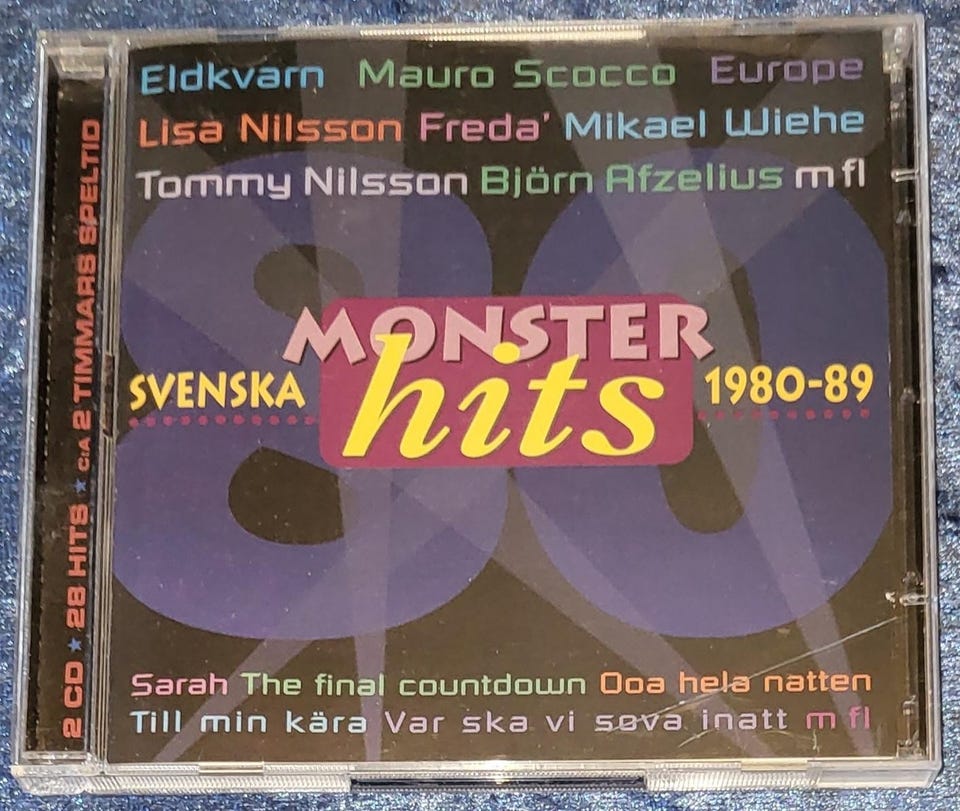 Eldkvarn Mauro Scocco Europe
Lisa Nilsson Freda' Mikael Wiehe
Tommy Nilsson Björn Afzelius m fl
80
MONSTER
SVENSKA hits 1980-89
Sarah The final countdown Ooa hela natten
Till min kära Var ska vi sova inatt m fl
2 CD ★ 28 HITS ★ C:A 2 TIMMARS SPELTID